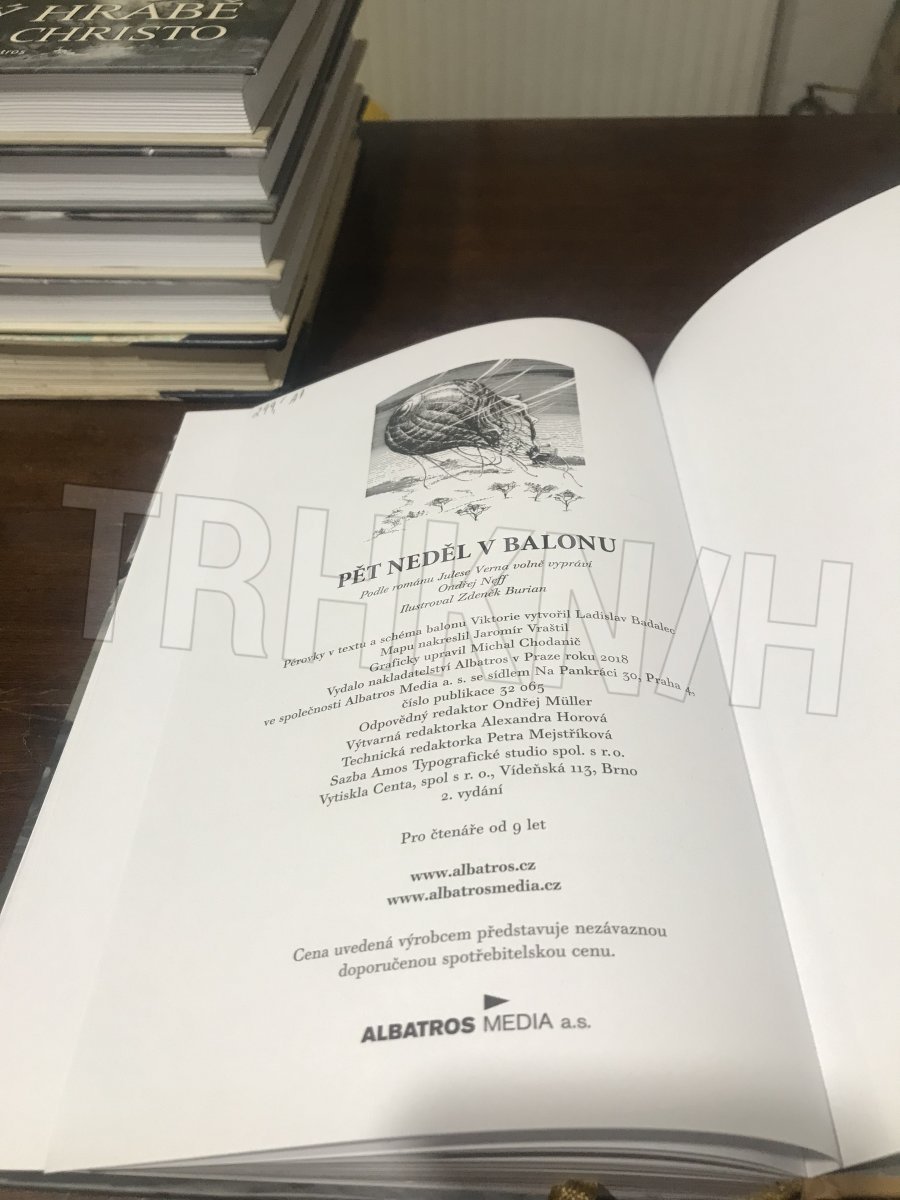 Ý HRABĚ
CHRISTO
tros
299,- A1
PĚT NEDĚL V BALONU
Podle románu Julese Verna volně vypráví
Ondřej Neff
Ilustroval Zdeněk Burian
Pérovky v textu a schéma balonu Viktorie vytvořil Ladislav Badalec
Mapu nakreslil Jaromír Vraštil
Graficky upravil Michal Chodanič
Vydalo nakladatelství Albatros v Praze roku 2018
ve společnosti Albatros Media a. s. se sídlem Na Pankráci 30, Praha 4,
číslo publikace 32 065
Odpovědný redaktor Ondřej Müller
Výtvarná redaktorka Alexandra Horová
Technická redaktorka Petra Mejstříková
Sazba Amos Typografické studio spol. s r.o.
Vytiskla Centa, spol s r. o., Vídeňská 113, Brno
2. vydání
Pro čtenáře od 9 let
www.albatros.cz
www.albatrosmedia.cz
Cena uvedená výrobcem představuje nezávaznou
doporučenou spotřebitelskou cenu.
ALBATROS MEDIA a.s.
TRHKNIH